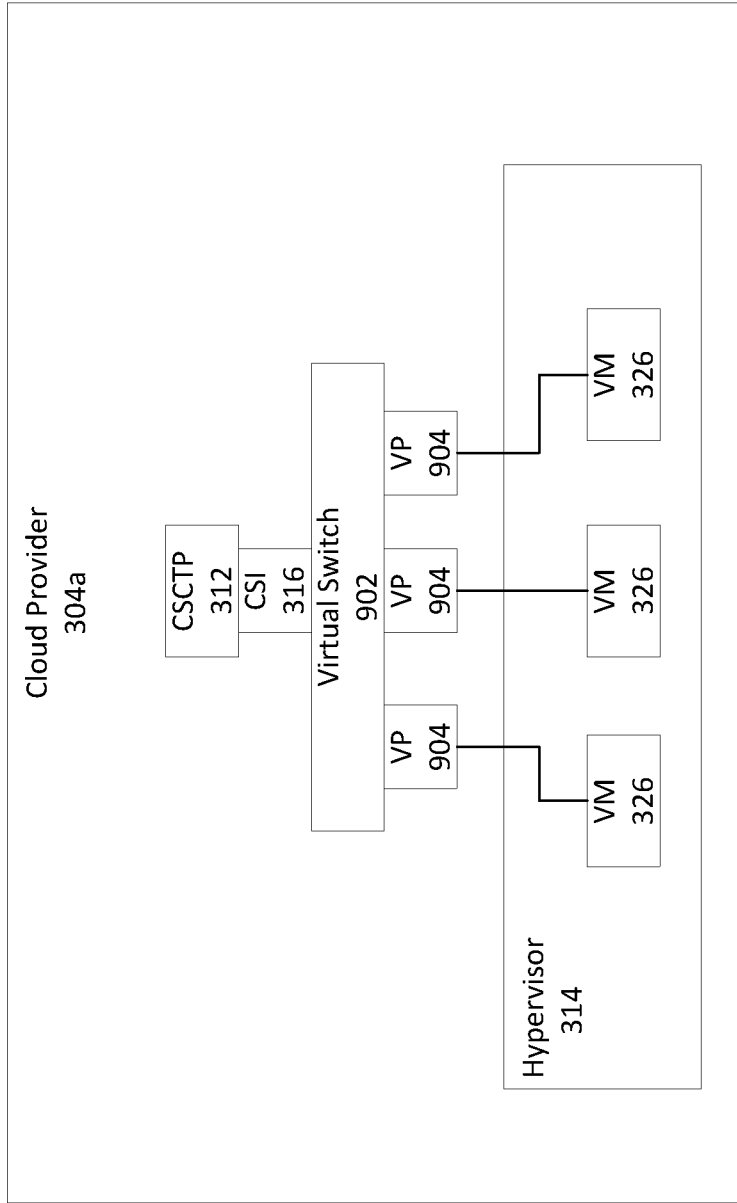 Cloud Provider
304a
CSCTP
312
CSI
316
Virtual Switch
902
VP
904
VP
904
VP
904
Hypervisor
314
VM
326
VM
326
VM
326